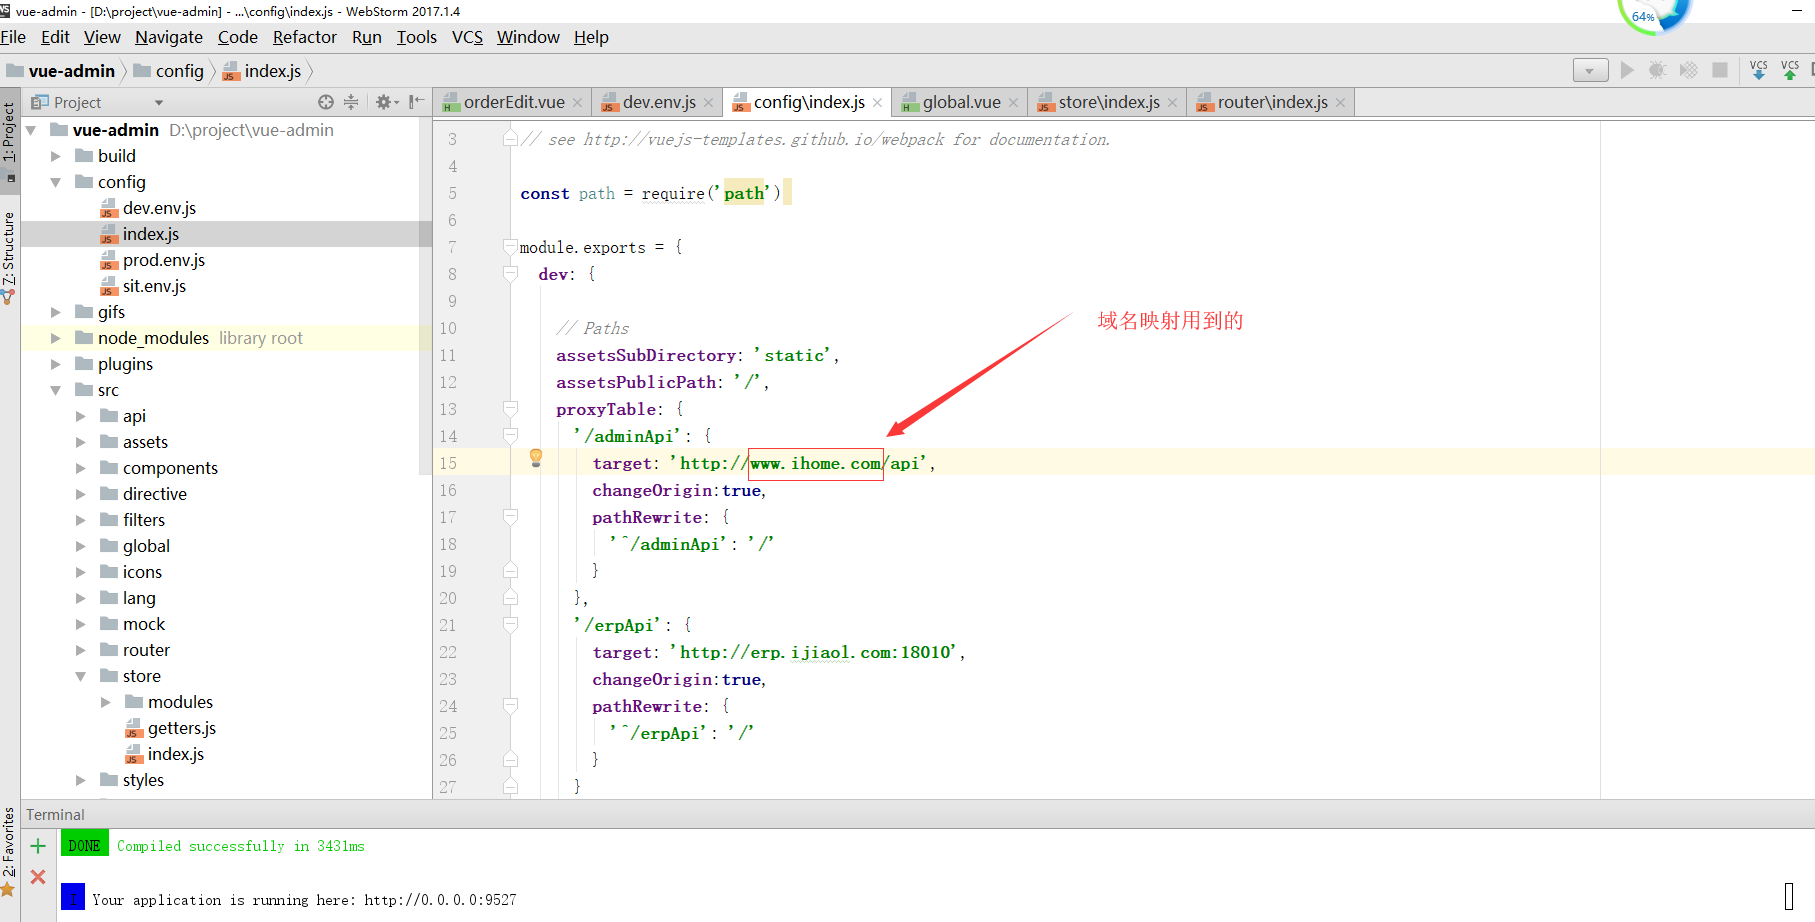 vue-admin - [D:\project\vue-admin] - ...\config\index.js - WebStorm 2017.1.4
64%
File Edit View Navigate Code Refactor Run Tools VCS Window Help
vue-admin config index.js
VCS VCS
Project
orderEdit.vue dev.env.js config\index.js global.vue store\index.js router\index.js
1: Project
7: Structure
2: Favorites
vue-admin D:\project\vue-admin
build
config
dev.env.js
index.js
prod.env.js
sit.env.js
gifs
node_modules library root
plugins
src
api
assets
components
directive
filters
global
icons
lang
mock
router
store
modules
getters.js
index.js
styles
3 // see http://vuejs-templates.github.io/webpack for documentation.
4
5 const path = require('path')
6
7 module.exports = {
8 dev: {
9
10 // Paths
11 assetsSubDirectory: 'static',
12 assetsPublicPath: '/',
13 proxyTable: {
14 '/adminApi': {
15 target: 'http://www.ihome.com/api',
16 changeOrigin:true,
17 pathRewrite: {
18 '^/adminApi': '/'
19 }
20 },
21 '/erpApi': {
22 target: 'http://erp.ijiaol.com:18010',
23 changeOrigin:true,
24 pathRewrite: {
25 '^/erpApi': '/'
26 }
27 }
域名映射用到的
Terminal
DONE Compiled successfully in 3431ms
I Your application is running here: http://0.0.0.0:9527